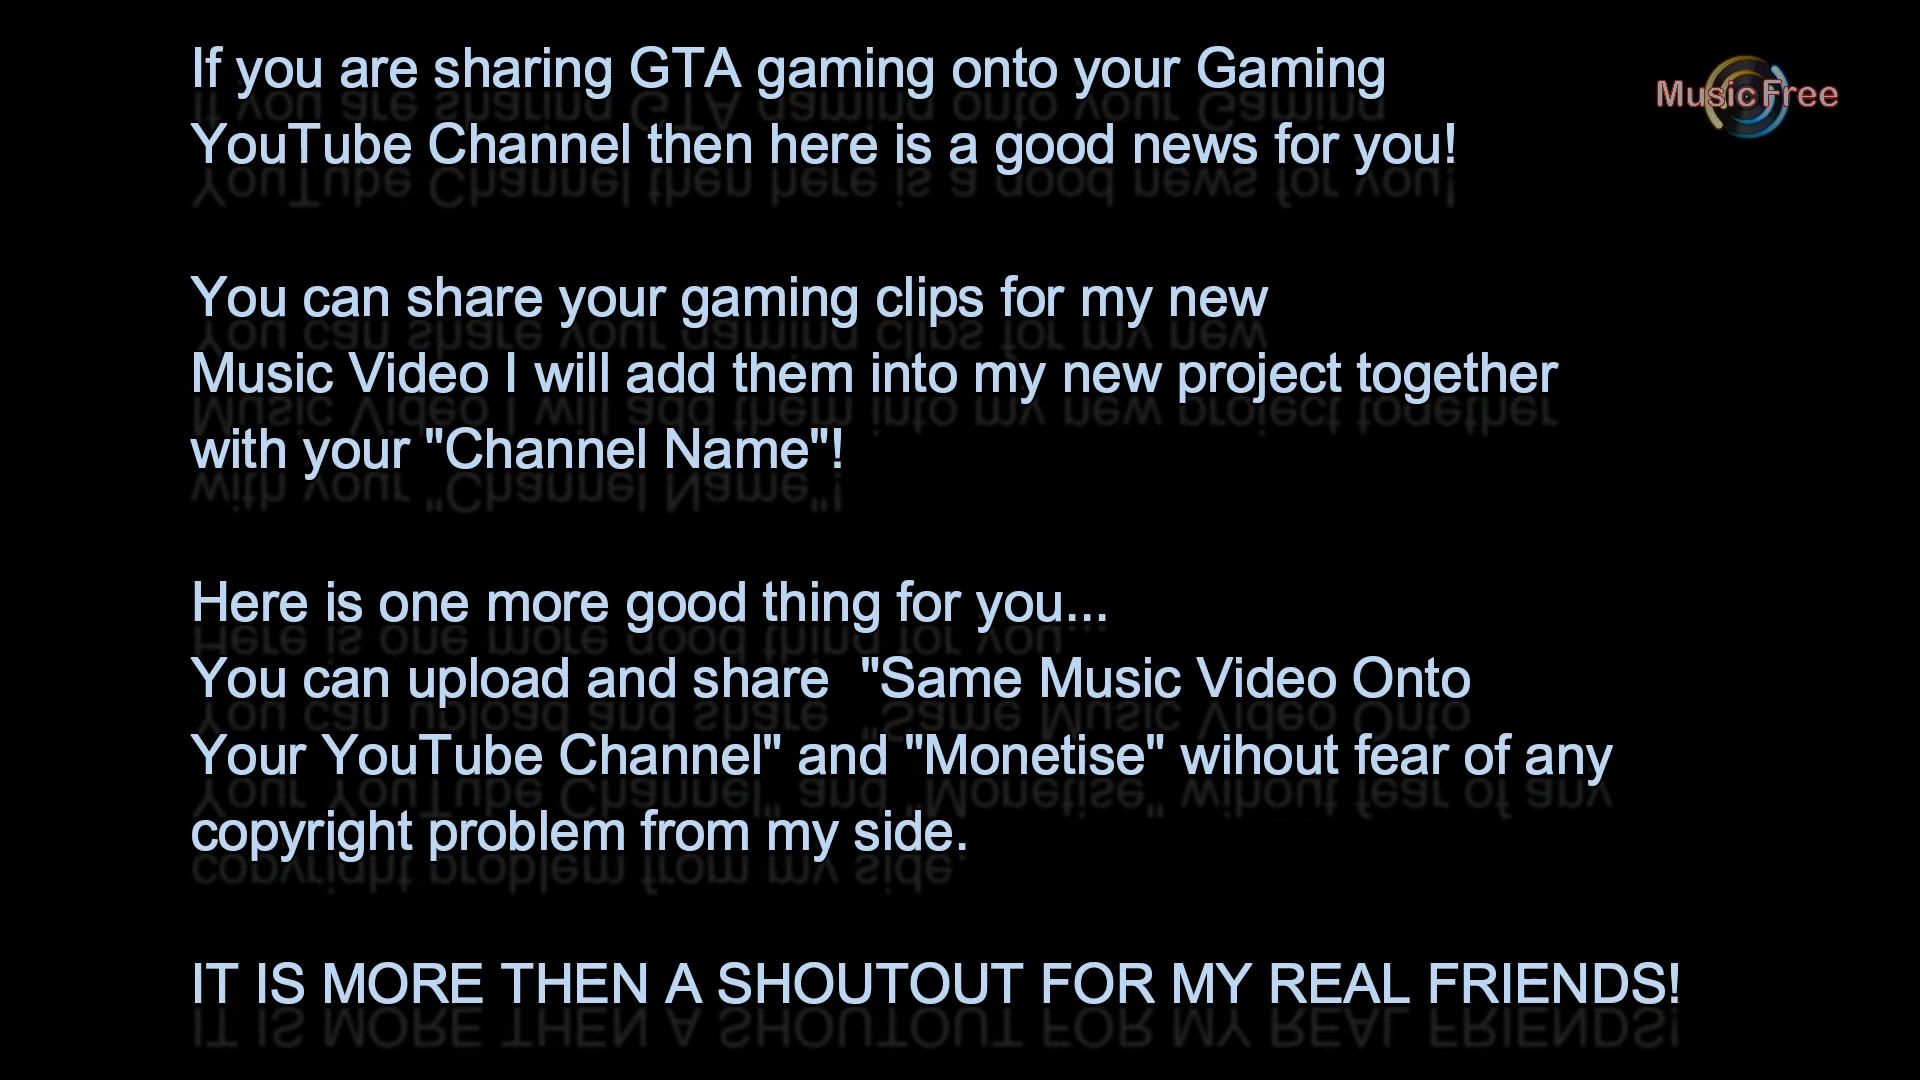 If you are sharing GTA gaming onto your Gaming
YouTube Channel then here is a good news for you!
MusicFree
You can share your gaming clips for my new
Music Video I will add them into my new project together
with your "Channel Name"!
Here is one more good thing for you...
You can upload and share  "Same Music Video Onto
Your YouTube Channel" and "Monetise" wihout fear of any
copyright problem from my side.
IT IS MORE THEN A SHOUTOUT FOR MY REAL FRIENDS!